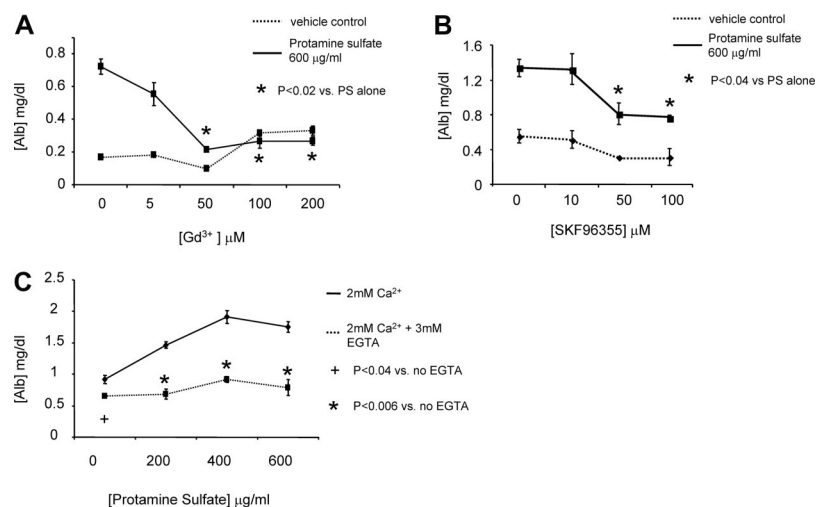 A
vehicle control
Protamine sulfate
600 µg/ml
* P<0.02 vs. PS alone
[Alb] mg/dl
0.8
0.6
0.4
0.2
0
* * *
0 5 50 100 200
[Gd³⁺ ] µM
B
vehicle control
Protamine sulfate
600 µg/ml
* P<0.04 vs PS alone
[Alb] mg/dl
1.6
1.2
0.8
0.4
0
* *
0 10 50 100
[SKF96355] µM
C
[Alb] mg/dl
2.5
2
1.5
1
0.5
0
* * *
+
0 200 400 600
[Protamine Sulfate] µg/ml
2mM Ca²⁺
2mM Ca²⁺ + 3mM
EGTA
+ P<0.04 vs. no EGTA
* P<0.006 vs. no EGTA